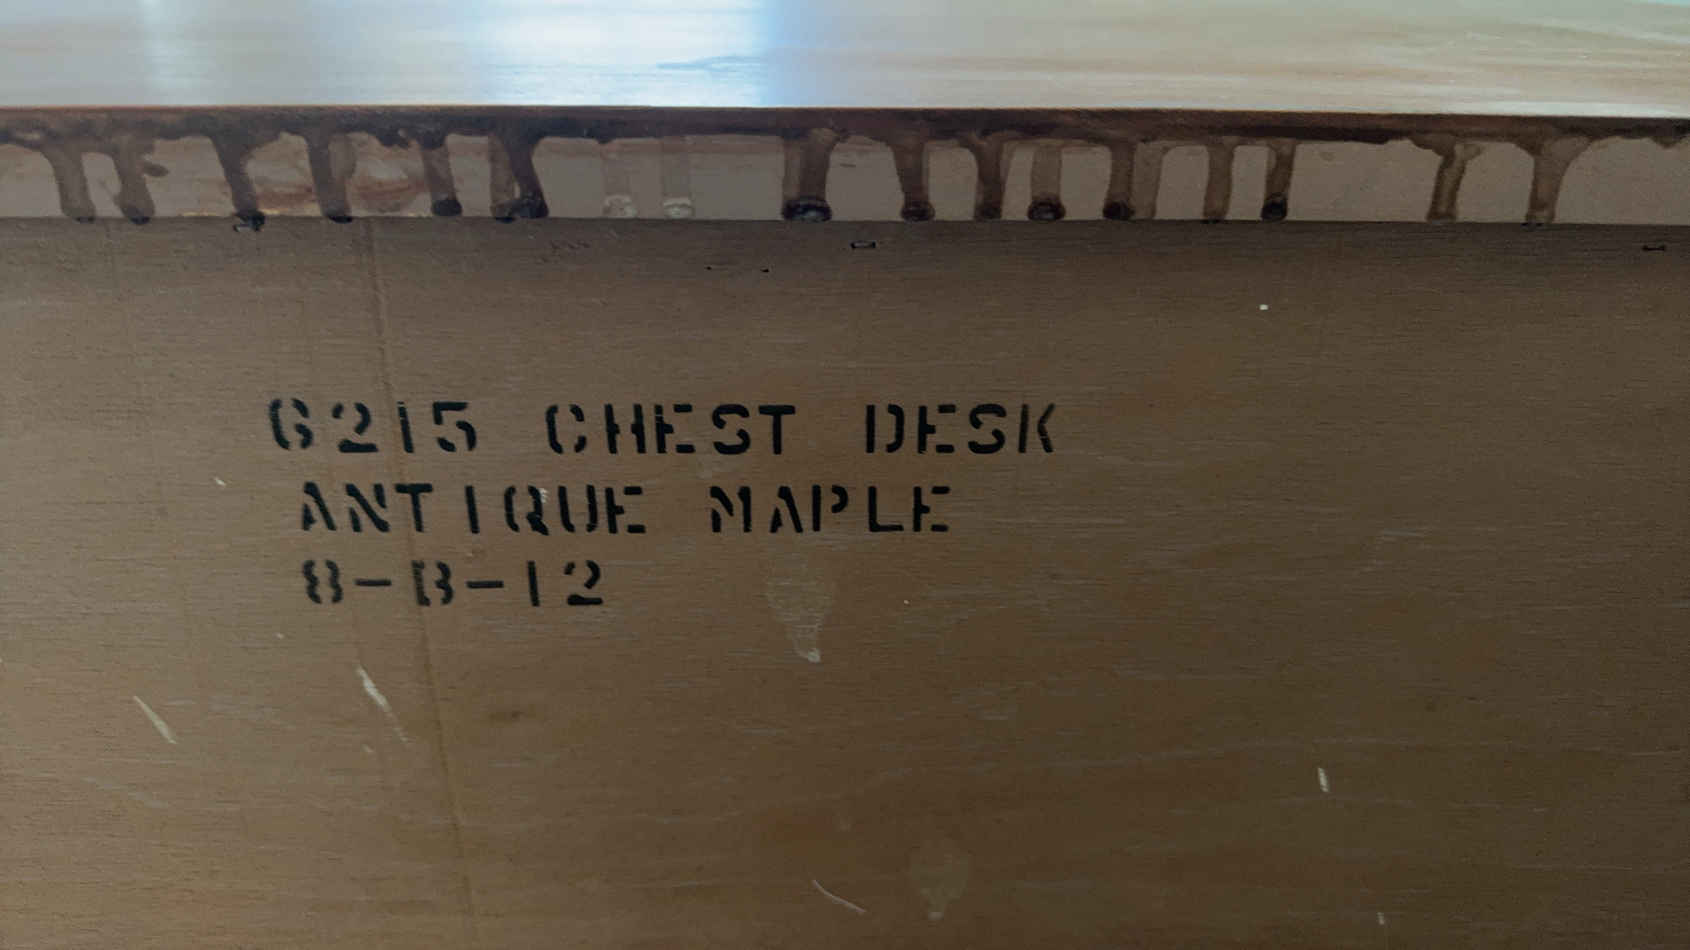 6215 CHEST DESK
ANTIQUE MAPLE
8-B-12